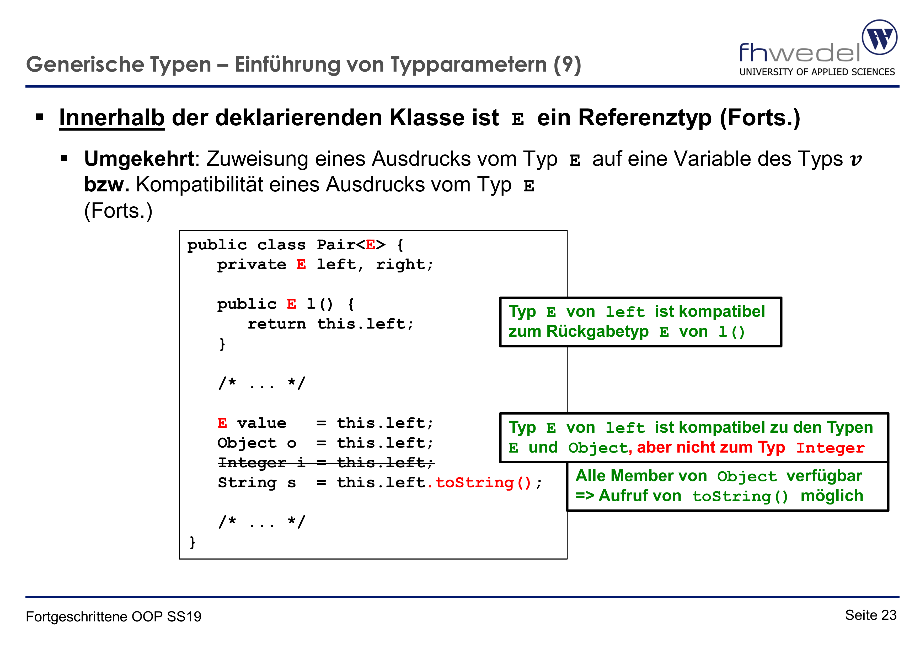 Generische Typen – Einführung von Typparametern (9)
fhwedel
W
UNIVERSITY OF APPLIED SCIENCES
▪ Innerhalb der deklarierenden Klasse ist E ein Referenztyp (Forts.)
▪ Umgekehrt: Zuweisung eines Ausdrucks vom Typ E auf eine Variable des Typs v
bzw. Kompatibilität eines Ausdrucks vom Typ E
(Forts.)
public class Pair<E> {
private E left, right;
public E l() {
return this.left;
}
Typ E von left ist kompatibel
zum Rückgabetyp E von l()
/* ... */
E value = this.left;
Object o = this.left;
Integer i = this.left;
String s = this.left.toString();
Typ E von left ist kompatibel zu den Typen
E und Object, aber nicht zum Typ Integer
Alle Member von Object verfügbar
=> Aufruf von toString() möglich
/* ... */
}
Fortgeschrittene OOP SS19
Seite 23